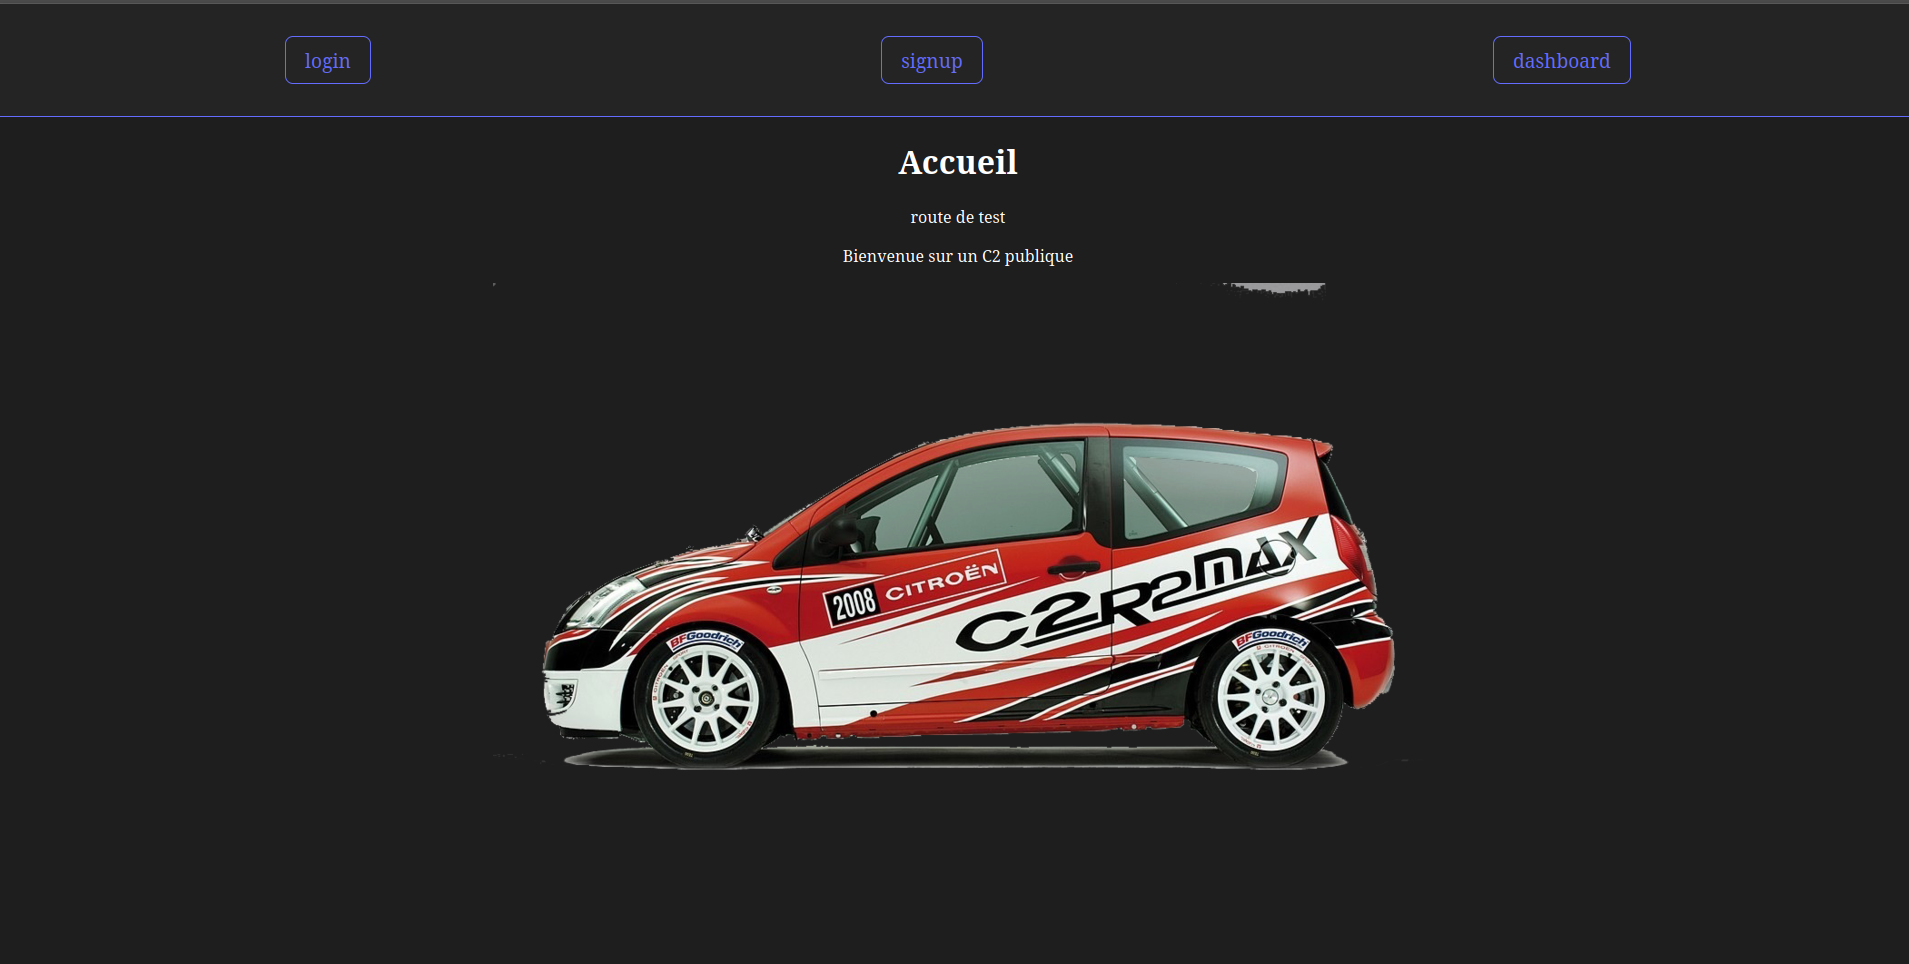 login
signup
dashboard
Accueil
route de test
Bienvenue sur un C2 publique
2008 CITROËN
C2R2MAX
BFGoodrich
BFGoodrich